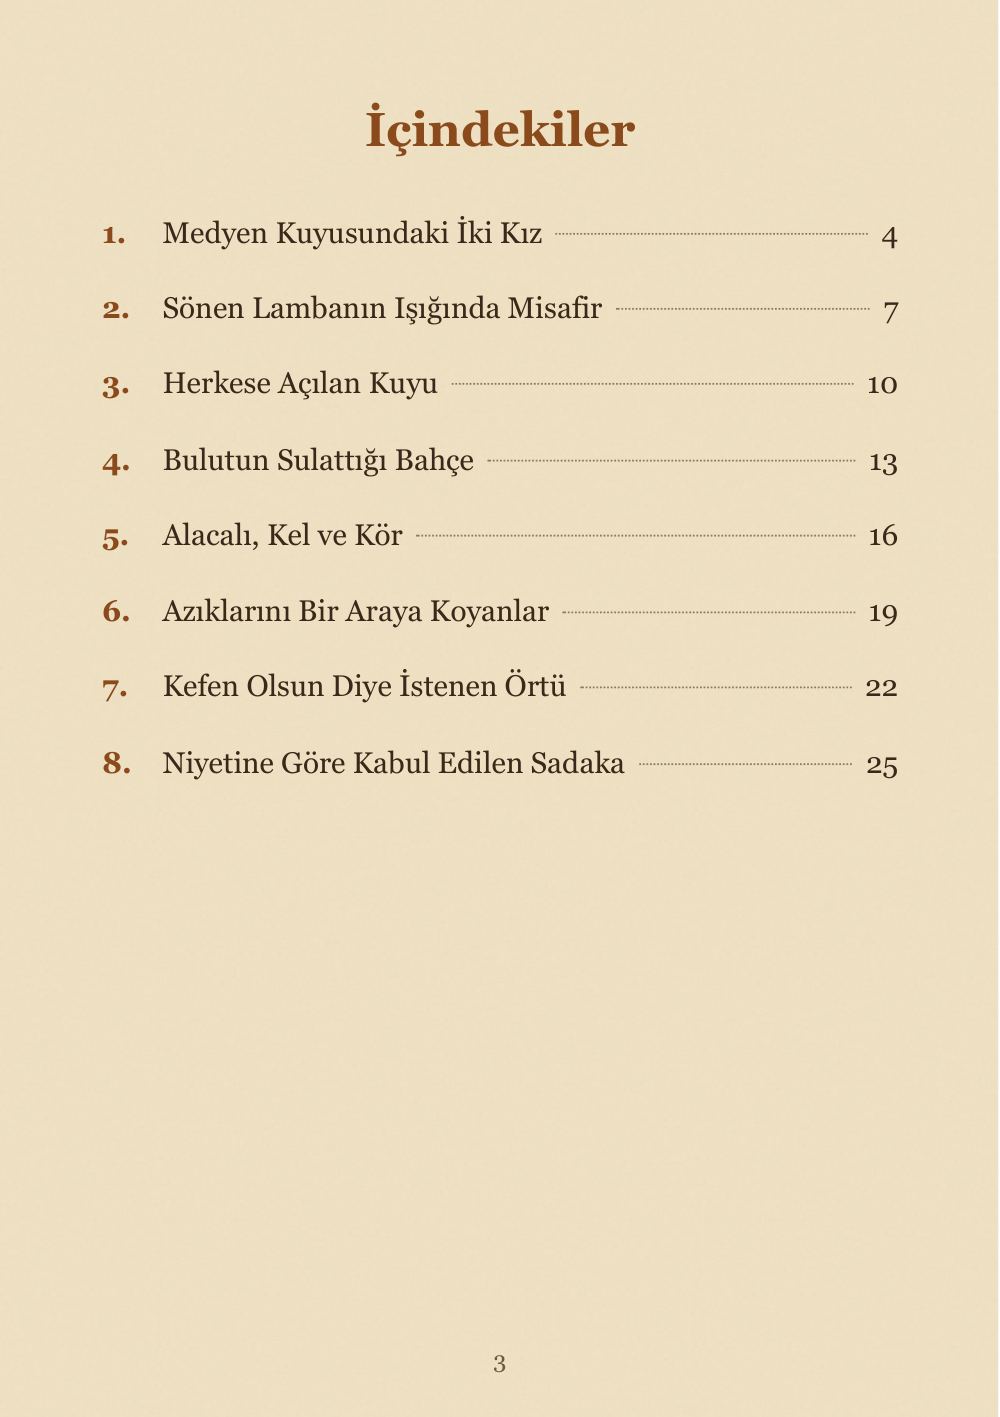 İçindekiler
1. Medyen Kuyusundaki İki Kız 4
2. Sönen Lambanın Işığında Misafir 7
3. Herkese Açılan Kuyu 10
4. Bulutun Sulattığı Bahçe 13
5. Alacalı, Kel ve Kör 16
6. Azıklarını Bir Araya Koyanlar 19
7. Kefen Olsun Diye İstenen Örtü 22
8. Niyetine Göre Kabul Edilen Sadaka 25
3